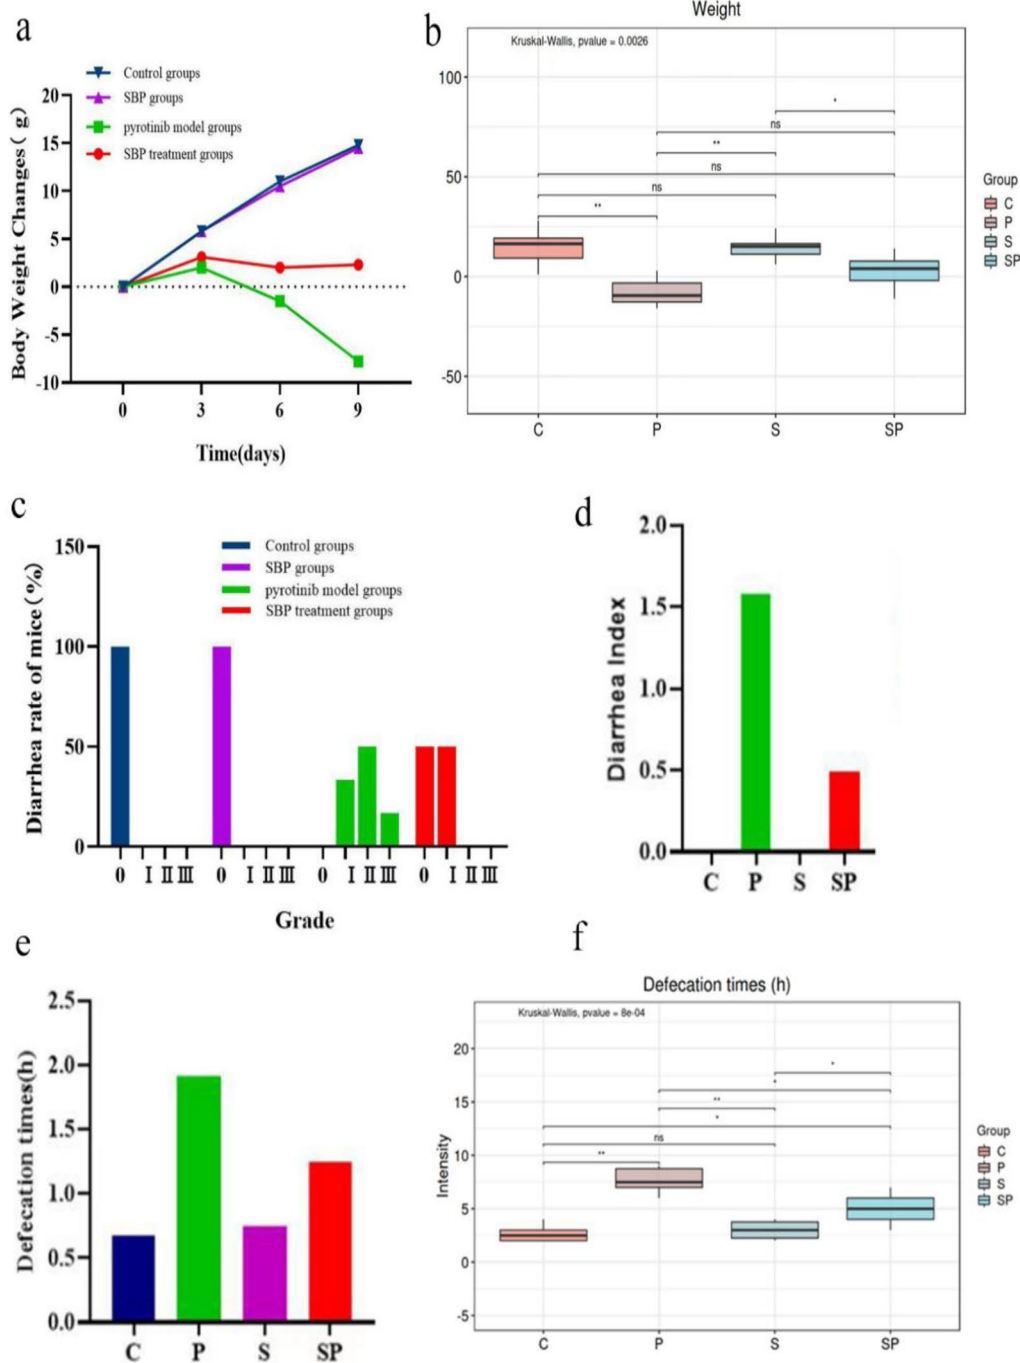 a
Control groups
SBP groups
pyrotinib model groups
SBP treatment groups
Body Weight Changes ( g)
20
15
10
5
0
-5
-10
0 3 6 9
Time(days)
b
Weight
Kruskal-Wallis, pvalue = 0.0026
100
50
0
-50
*
ns
**
ns
ns
**
C P S SP
Group
C
P
S
SP
c
Control groups
SBP groups
pyrotinib model groups
SBP treatment groups
Diarrhea rate of mice(%)
150
100
50
0
0 I II III 0 I II III 0 I II III 0 I II III
Grade
d
Diarrhea Index
2.0
1.5
1.0
0.5
0.0
C P S SP
e
Defecation times(h)
2.5
2.0
1.5
1.0
0.5
0.0
C P S SP
f
Defecation times (h)
Kruskal-Wallis, pvalue = 8e-04
Intensity
20
15
10
5
0
-5
*
*
**
*
ns
**
C P S SP
Group
C
P
S
SP